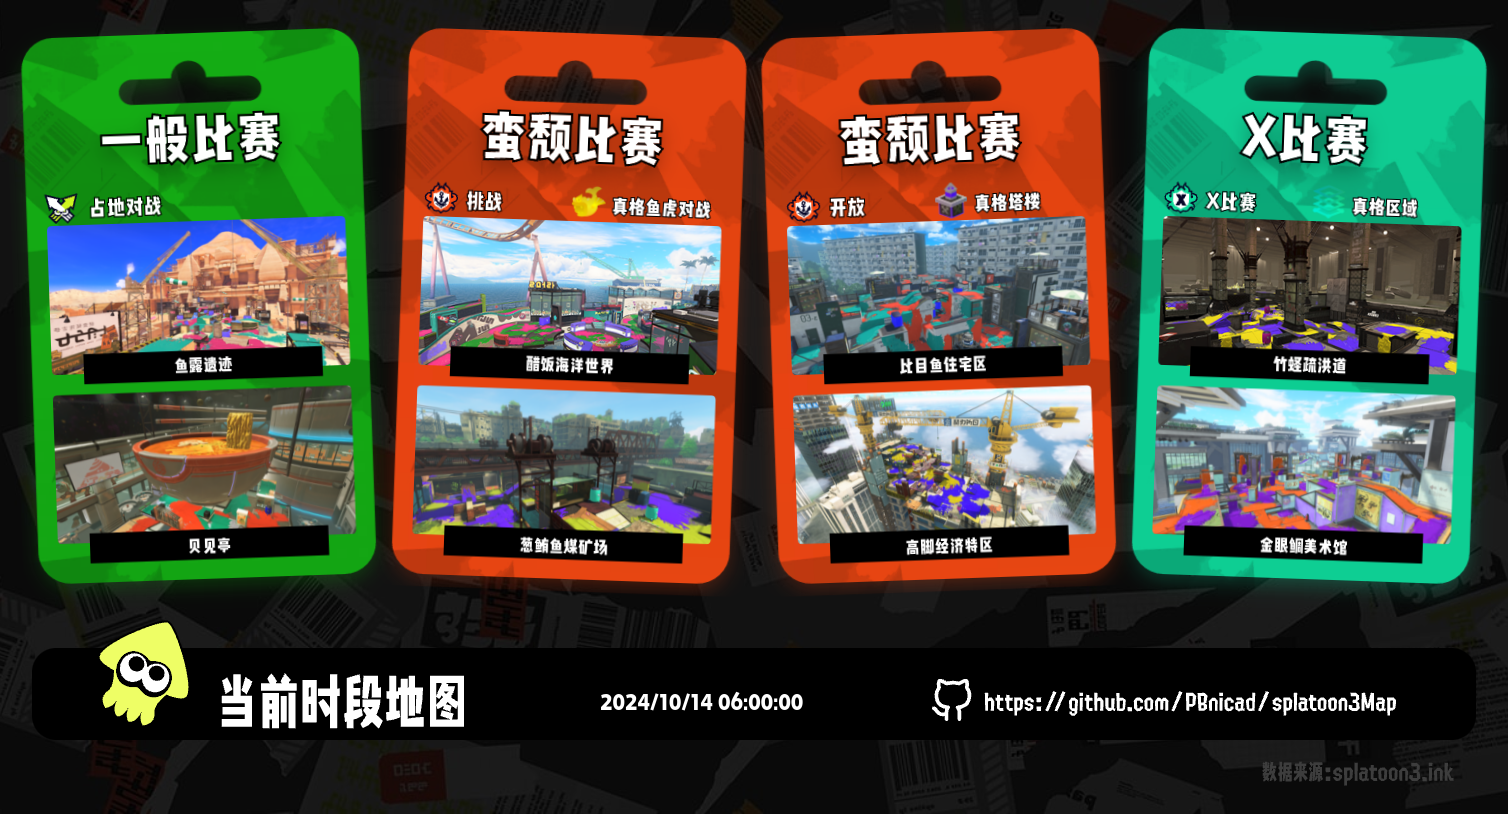 一般比赛
占地对战
鱼露遗迹
贝见亭
蛮颓比赛
挑战
真格鱼虎对战
醋饭海洋世界
葱鲔鱼煤矿场
蛮颓比赛
开放
真格塔楼
比目鱼住宅区
高脚经济特区
X比赛
X比赛
真格区域
竹蛏疏洪道
金眼鲷美术馆
当前时段地图
2024/10/14 06:00:00
https://github.com/PBnicad/splatoon3Map
数据来源:splatoon3.ink